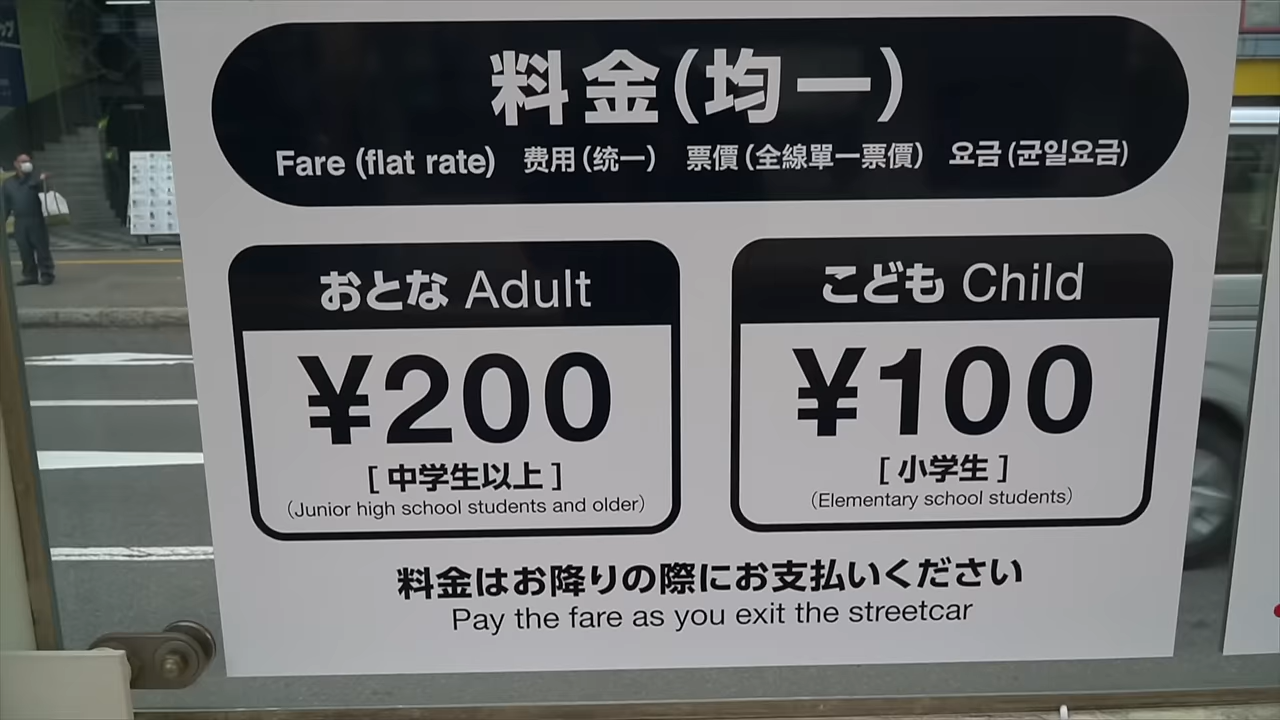 料金(均一)
Fare (flat rate) 费用(统一) 票價(全線單一票價) 요금(균일요금)
おとな Adult
¥200
[中学生以上]
(Junior high school students and older)
こども Child
¥100
[小学生]
(Elementary school students)
料金はお降りの際にお支払いください
Pay the fare as you exit the streetcar